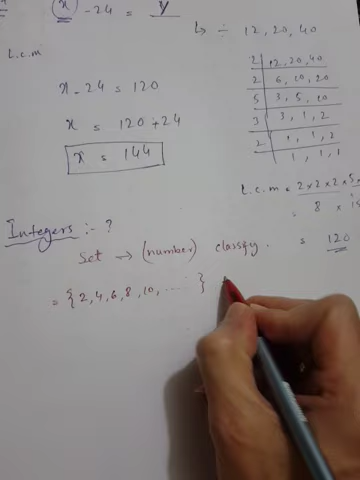 (x) - 24 = y
L.c.m
x - 24 = 120
x = 120 + 24
x = 144
↳ ÷ 12, 20, 40
2 | 12, 20, 40
2 | 6, 10, 20
5 | 3, 5, 10
3 | 3, 1, 2
2 | 1, 1, 2
1, 1, 1
L.c.m = 2 × 2 × 2 × 5
= 8 × 15
= 120
Integers :- ?
Set → (number) classify.
= {2, 4, 6, 8, 10, ..... }